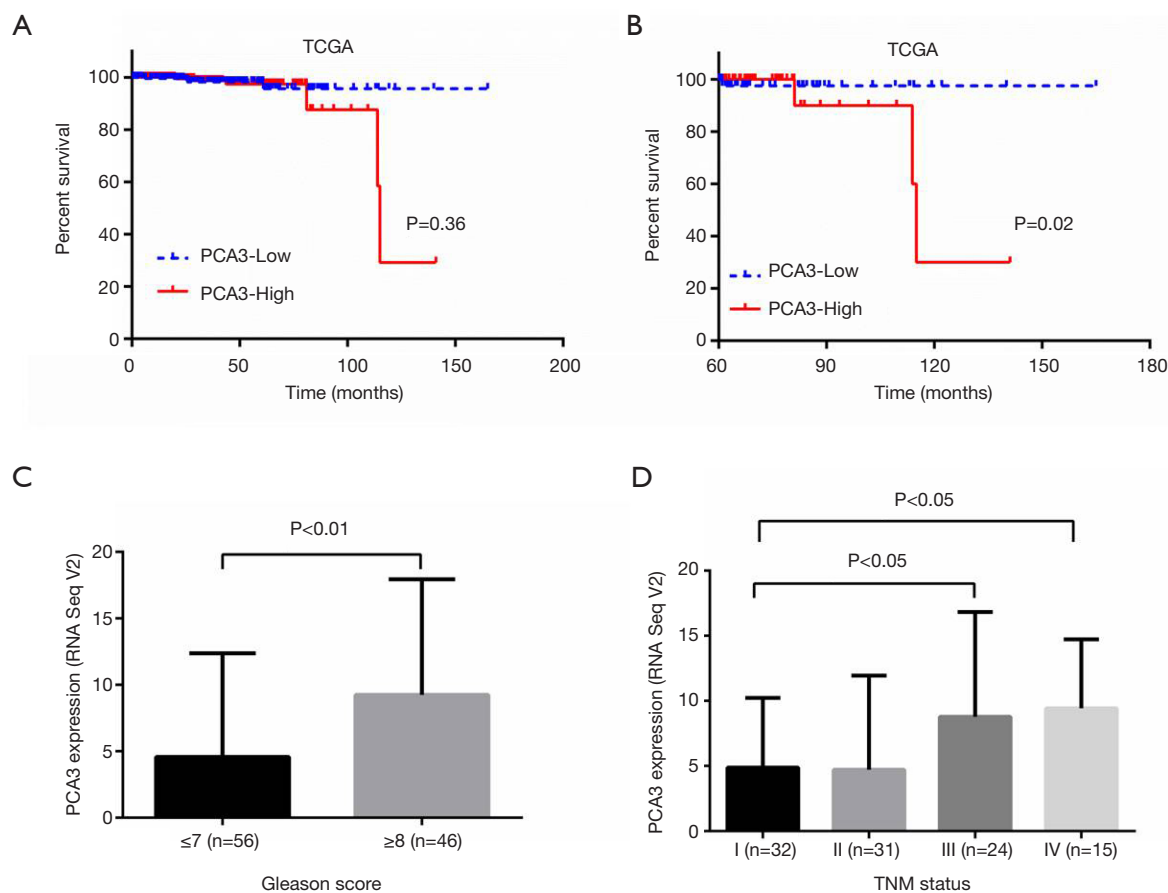 A
TCGA
Percent survival
100
80
60
40
20
0
P=0.36
PCA3-Low
PCA3-High
0 50 100 150 200
Time (months)
B
TCGA
Percent survival
100
80
60
40
20
0
P=0.02
PCA3-Low
PCA3-High
60 90 120 150 180
Time (months)
C
P<0.01
PCA3 expression (RNA Seq V2)
20
15
10
5
0
≤7 (n=56) ≥8 (n=46)
Gleason score
D
P<0.05
P<0.05
PCA3 expression (RNA Seq V2)
20
15
10
5
0
I (n=32) II (n=31) III (n=24) IV (n=15)
TNM status